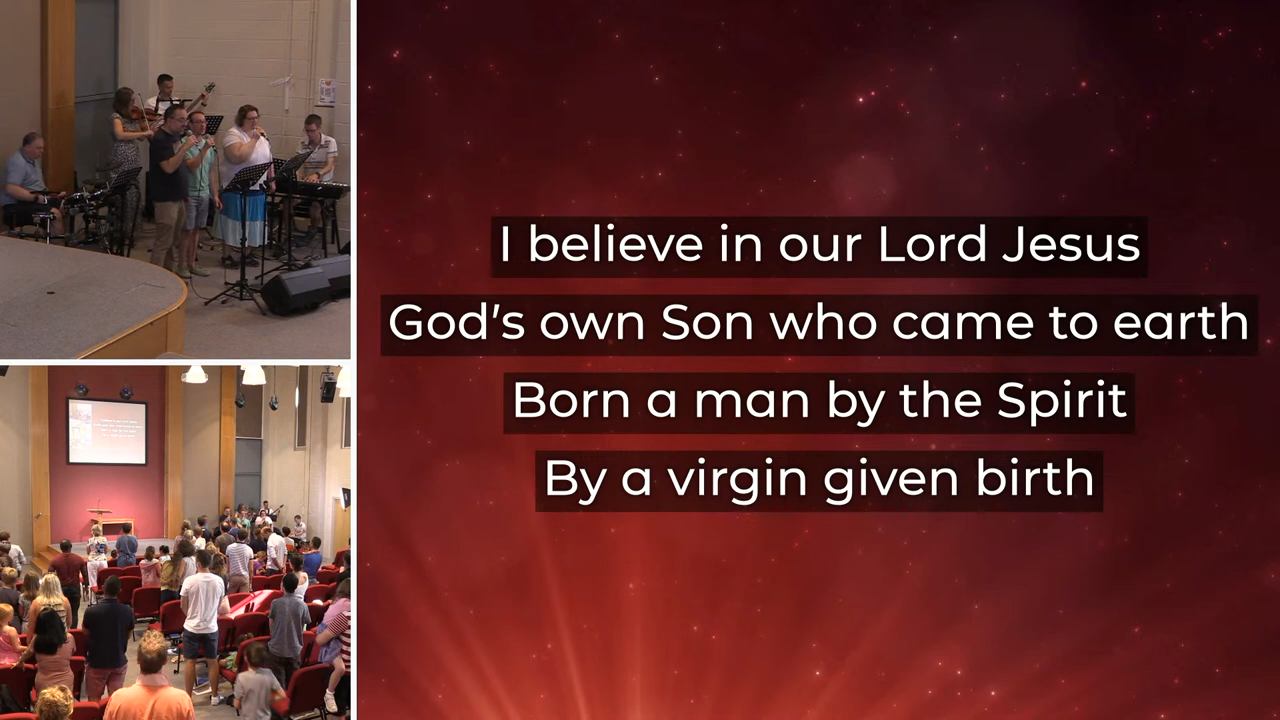 I believe in our Lord Jesus
God's own Son who came to earth
Born a man by the Spirit
By a virgin given birth